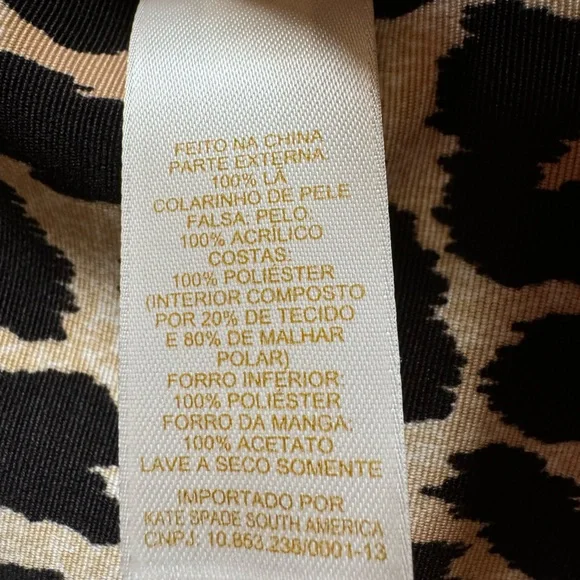 FEITO NA CHINA
PARTE EXTERNA:
100% LÃ
COLARINHO DE PELE
FALSA: PELO:
100% ACRÍLICO
COSTAS:
100% POLIÉSTER
(INTERIOR COMPOSTO
POR 20% DE TECIDO
E 80% DE MALHAR
POLAR)
FORRO INFERIOR:
100% POLIÉSTER
FORRO DA MANGA:
100% ACETATO
LAVE A SECO SOMENTE
IMPORTADO POR
KATE SPADE SOUTH AMERICA
CNPJ: 10.853.238/0001-13